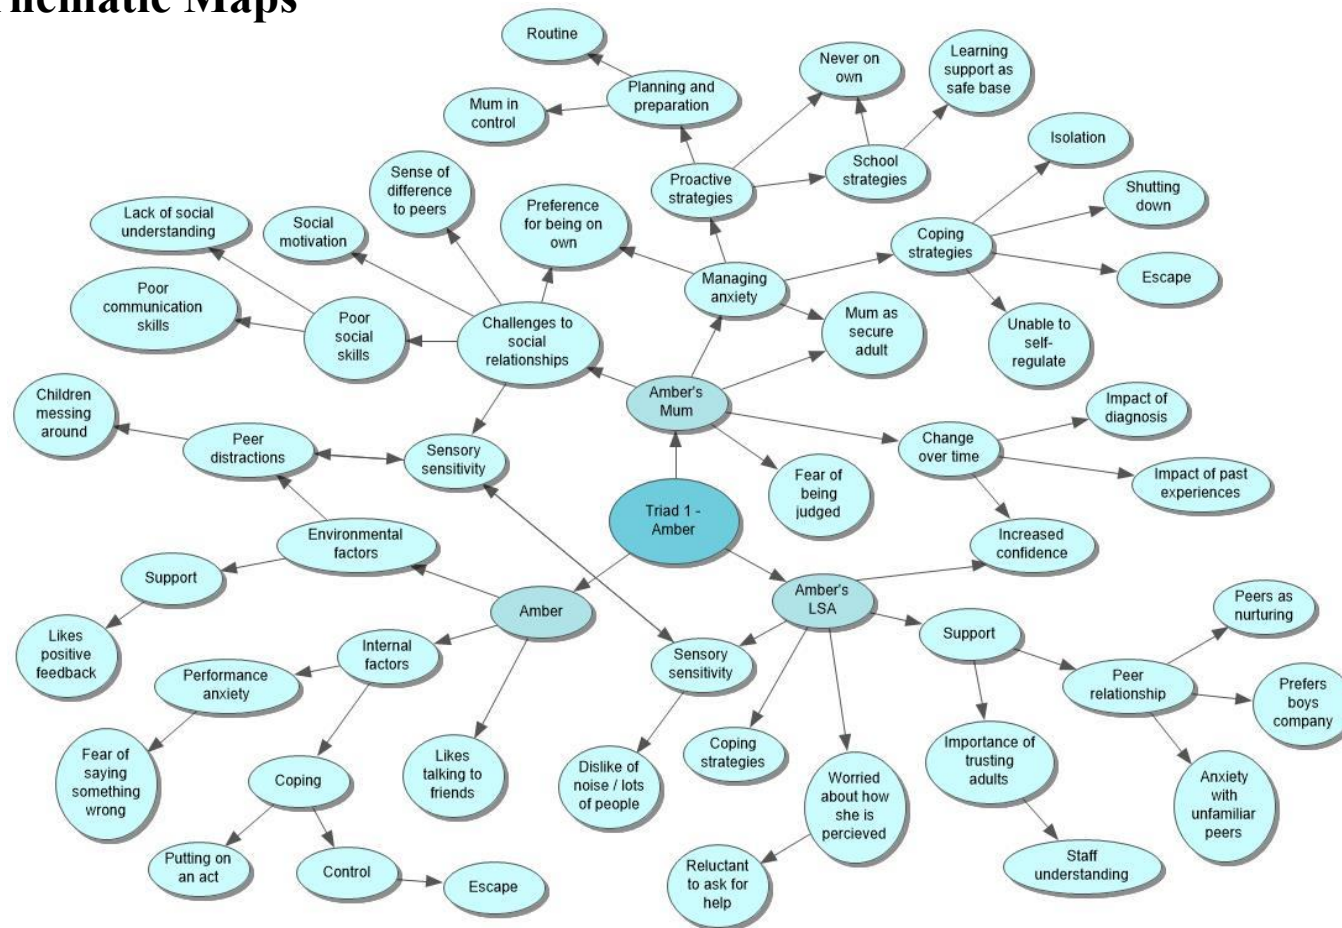 Thematic Maps
Routine
Never on
own
Learning
support as
safe base
Planning and
preparation
Mum in
control
Isolation
School
strategies
Proactive
strategies
Sense of
difference
to peers
Shutting
down
Preference
for being on
own
Lack of social
understanding
Social
motivation
Coping
strategies
Managing
anxiety
Escape
Poor
communication
skills
Poor
social
skills
Challenges to
social
relationships
Mum as
secure
adult
Unable to
self-
regulate
Amber's
Mum
Children
messing
around
Impact of
diagnosis
Peer
distractions
Sensory
sensitivity
Change
over time
Impact of past
experiences
Fear of
being
judged
Triad 1 -
Amber
Environmental
factors
Increased
confidence
Support
Amber
Amber's
LSA
Peers as
nurturing
Support
Likes
positive
feedback
Internal
factors
Sensory
sensitivity
Performance
anxiety
Peer
relationship
Prefers
boys
company
Fear of
saying
something
wrong
Coping
Likes
talking to
friends
Dislike of
noise / lots
of people
Coping
strategies
Importance of
trusting
adults
Worried
about how
she is
percieved
Anxiety
with
unfamiliar
peers
Putting on
an act
Control
Escape
Reluctant
to ask for
help
Staff
understanding